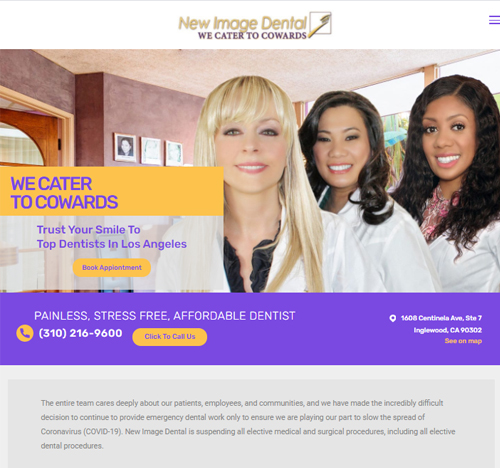 New Image Dental
WE CATER TO COWARDS
WE CATER
TO COWARDS
Trust Your Smile To
Top Dentists In Los Angeles
Book Appiontment
PAINLESS, STRESS FREE, AFFORDABLE DENTIST
(310) 216-9600
Click To Call Us
1608 Centinela Ave, Ste 7
Inglewood, CA 90302
See on map
The entire team cares deeply about our patients, employees, and communities, and we have made the incredibly difficult
decision to continue to provide emergency dental work only to ensure we are playing our part to slow the spread of
Coronavirus (COVID-19). New Image Dental is suspending all elective medical and surgical procedures, including all elective
dental procedures.